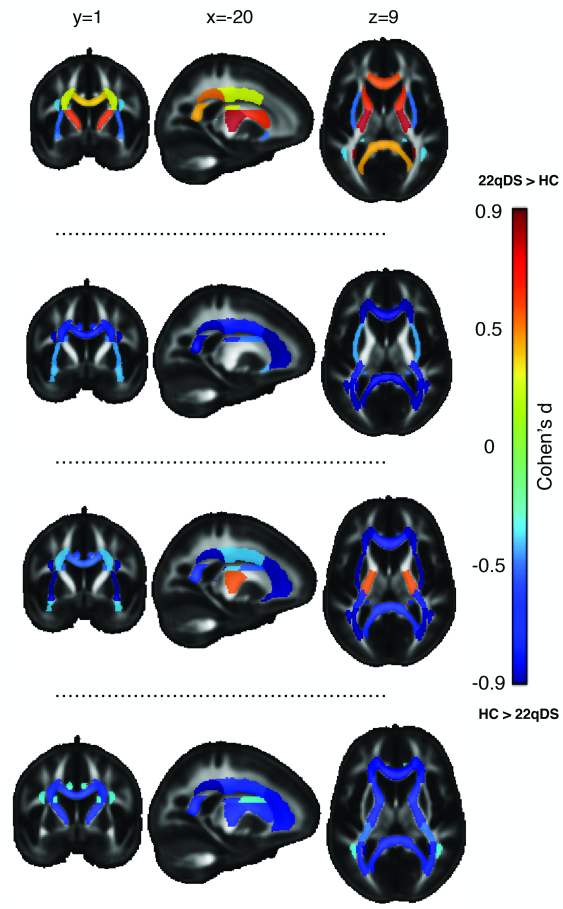 y=1 x=-20 z=9
22qDS > HC
0.9
0.5
0
-0.5
-0.9
Cohen's d
HC > 22qDS